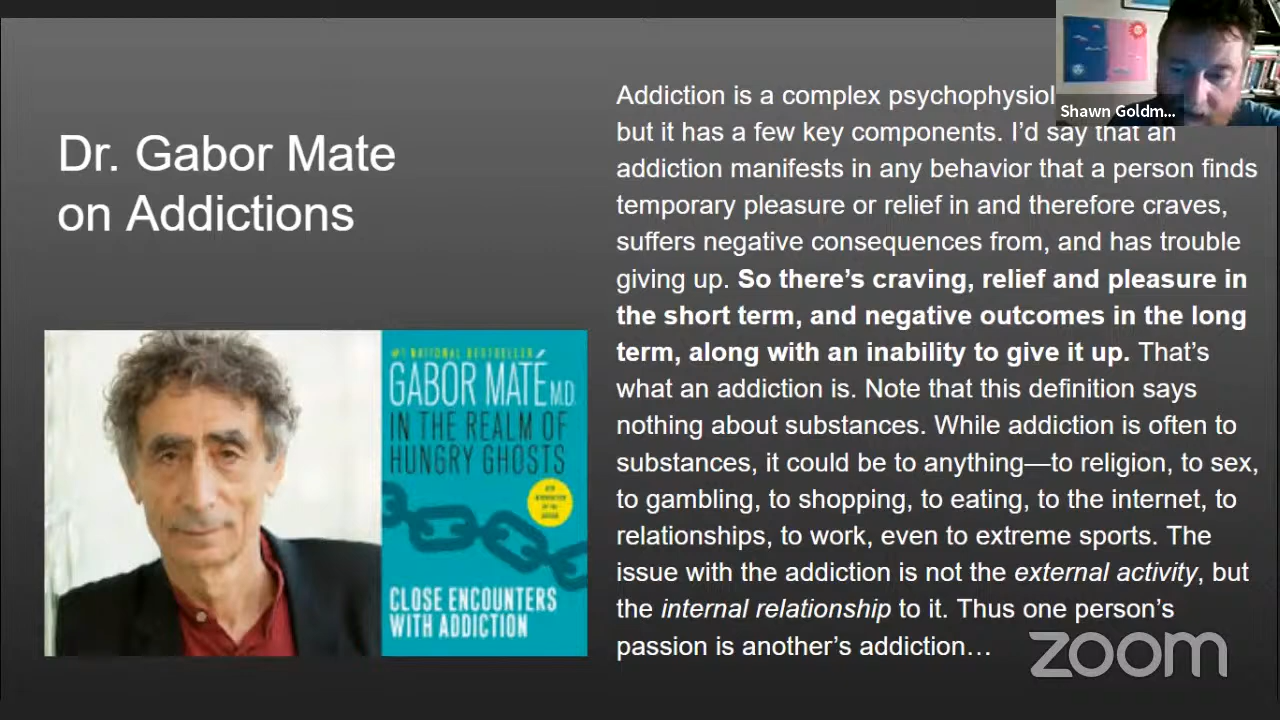 Dr. Gabor Mate
on Addictions
#1 NATIONAL BESTSELLER
GABOR MATÉ M.D.
IN THE REALM OF
HUNGRY GHOSTS
CLOSE ENCOUNTERS
WITH ADDICTION
Addiction is a complex psychophysiol
but it has a few key components. I’d say that an
addiction manifests in any behavior that a person finds
temporary pleasure or relief in and therefore craves,
suffers negative consequences from, and has trouble
giving up. So there’s craving, relief and pleasure in
the short term, and negative outcomes in the long
term, along with an inability to give it up. That’s
what an addiction is. Note that this definition says
nothing about substances. While addiction is often to
substances, it could be to anything—to religion, to sex,
to gambling, to shopping, to eating, to the internet, to
relationships, to work, even to extreme sports. The
issue with the addiction is not the external activity, but
the internal relationship to it. Thus one person’s
passion is another’s addiction…
Shawn Goldm...
zoom